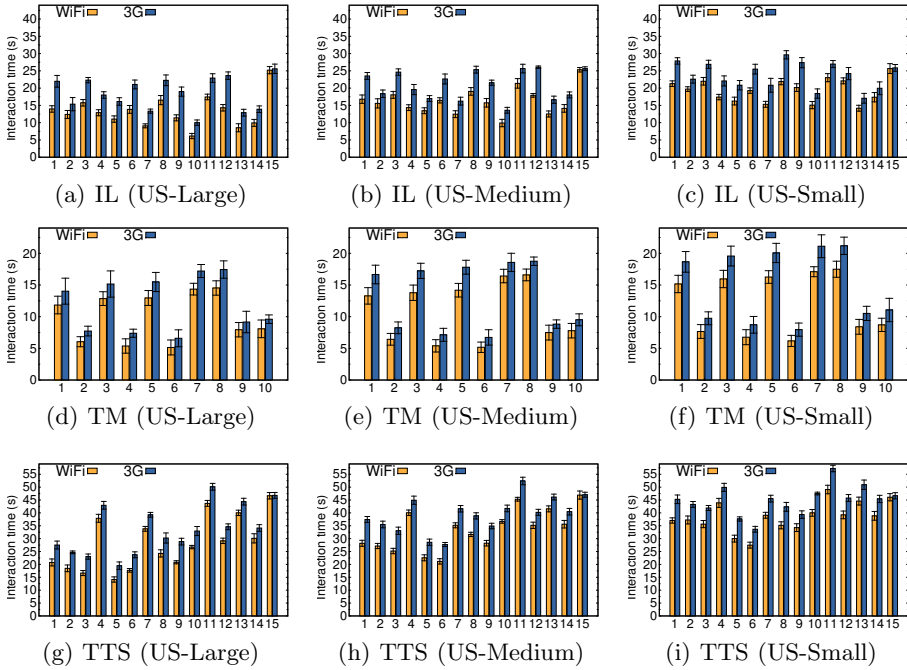 WiFi 3G
Interaction time (s)
40
35
30
25
20
15
10
5
0
1 2 3 4 5 6 7 8 9 10 11 12 13 14 15
(a) IL (US-Large)
WiFi 3G
Interaction time (s)
40
35
30
25
20
15
10
5
0
1 2 3 4 5 6 7 8 9 10 11 12 13 14 15
(b) IL (US-Medium)
WiFi 3G
Interaction time (s)
40
35
30
25
20
15
10
5
0
1 2 3 4 5 6 7 8 9 10 11 12 13 14 15
(c) IL (US-Small)
WiFi 3G
Interaction time (s)
20
15
10
5
0
1 2 3 4 5 6 7 8 9 10
(d) TM (US-Large)
WiFi 3G
Interaction time (s)
20
15
10
5
0
1 2 3 4 5 6 7 8 9 10
(e) TM (US-Medium)
WiFi 3G
Interaction time (s)
20
15
10
5
0
1 2 3 4 5 6 7 8 9 10
(f) TM (US-Small)
WiFi 3G
Interaction time (s)
55
50
45
40
35
30
25
20
15
10
5
0
1 2 3 4 5 6 7 8 9 10 11 12 13 14 15
(g) TTS (US-Large)
WiFi 3G
Interaction time (s)
55
50
45
40
35
30
25
20
15
10
5
0
1 2 3 4 5 6 7 8 9 10 11 12 13 14 15
(h) TTS (US-Medium)
WiFi 3G
Interaction time (s)
55
50
45
40
35
30
25
20
15
10
5
0
1 2 3 4 5 6 7 8 9 10 11 12 13 14 15
(i) TTS (US-Small)